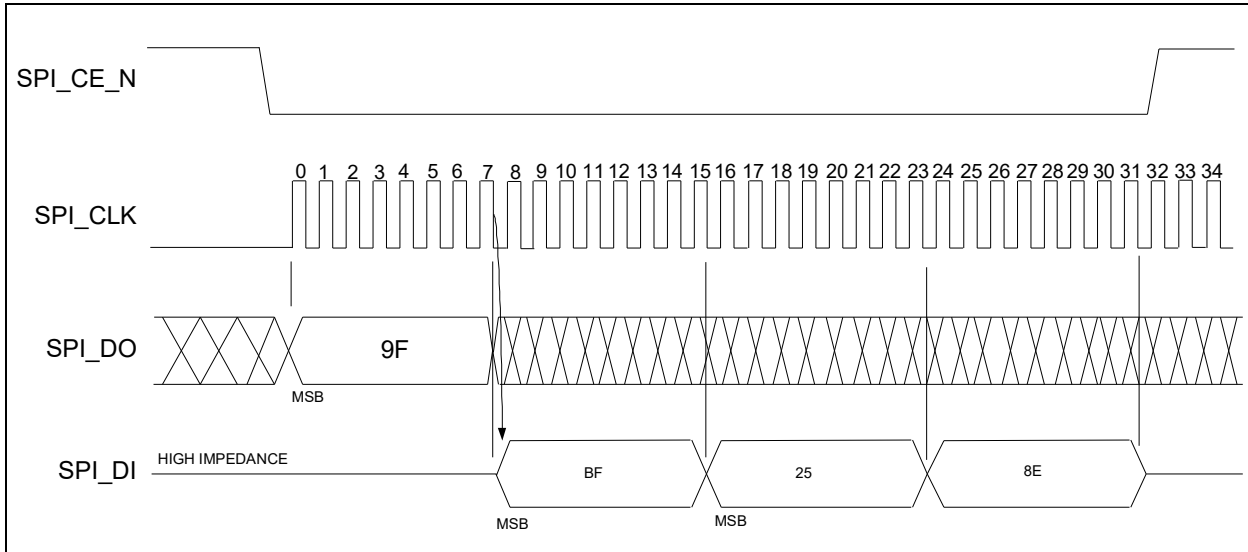 SPI_CE_N
0 1 2 3 4 5 6 7 8 9 10 11 12 13 14 15 16 17 18 19 20 21 22 23 24 25 26 27 28 29 30 31 32 33 34
SPI_CLK
SPI_DO
9F
MSB
HIGH IMPEDANCE
SPI_DI
BF
25
8E
MSB
MSB